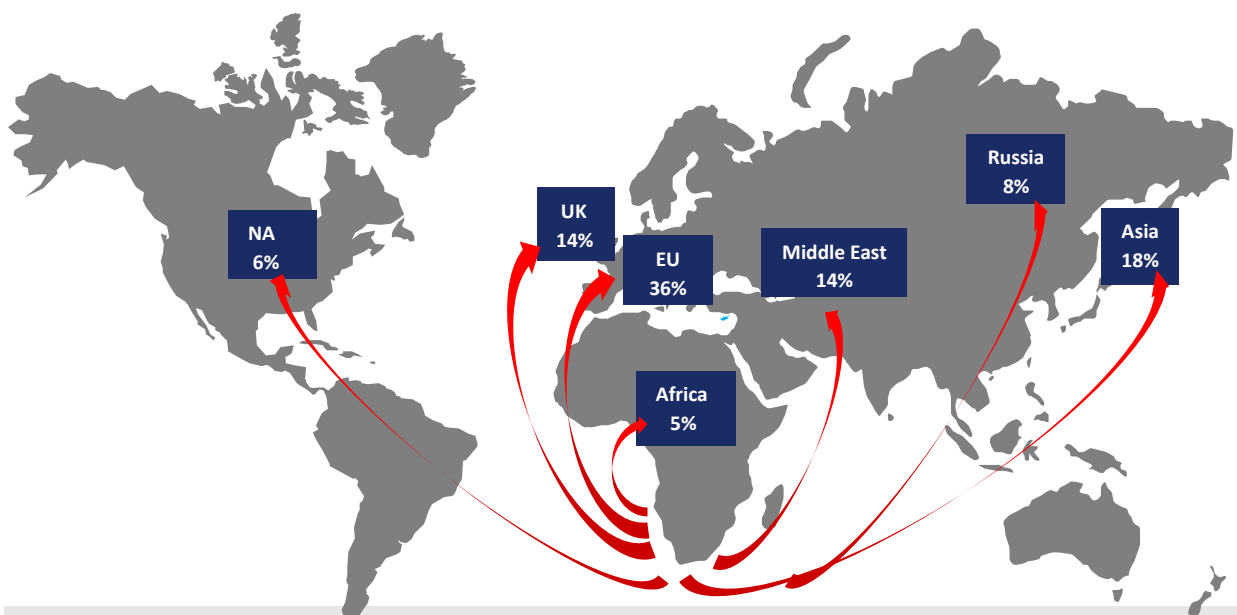 Russia
8%
UK
14%
NA
6%
Asia
18%
EU
36%
Middle East
14%
Africa
5%